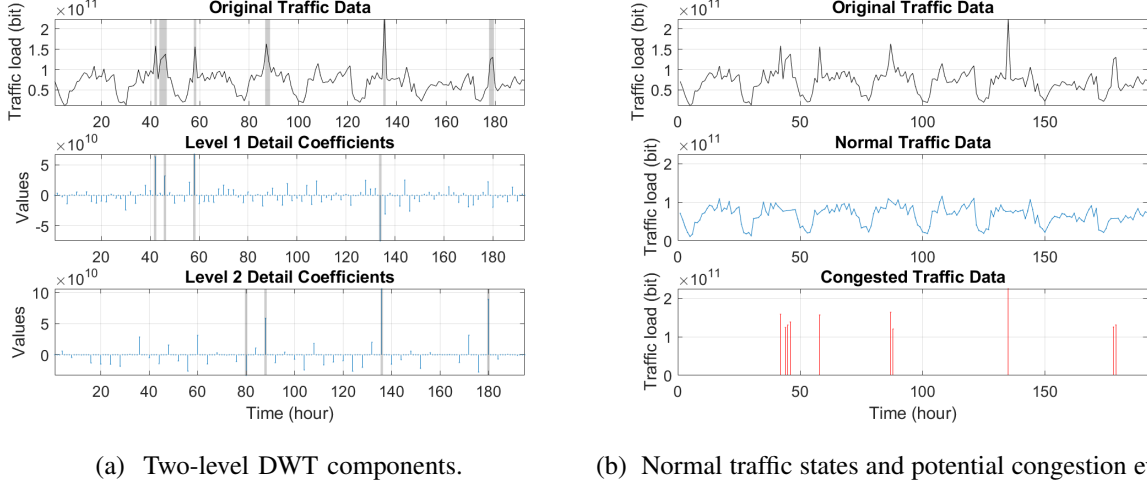 Original Traffic Data
×10^11
Traffic load (bit)
2
1.5
1
0.5
20 40 60 80 100 120 140 160 180
Level 1 Detail Coefficients
×10^10
Values
5
0
-5
20 40 60 80 100 120 140 160 180
Level 2 Detail Coefficients
×10^10
Values
10
5
0
20 40 60 80 100 120 140 160 180
Time (hour)
(a) Two-level DWT components.
Original Traffic Data
×10^11
Traffic load (bit)
2
1.5
1
0.5
0 50 100 150
Normal Traffic Data
×10^11
Traffic load (bit)
2
1
0
0 50 100 150
Congested Traffic Data
×10^11
Traffic load (bit)
2
1
0
0 50 100 150
Time (hour)
(b) Normal traffic states and potential congestion